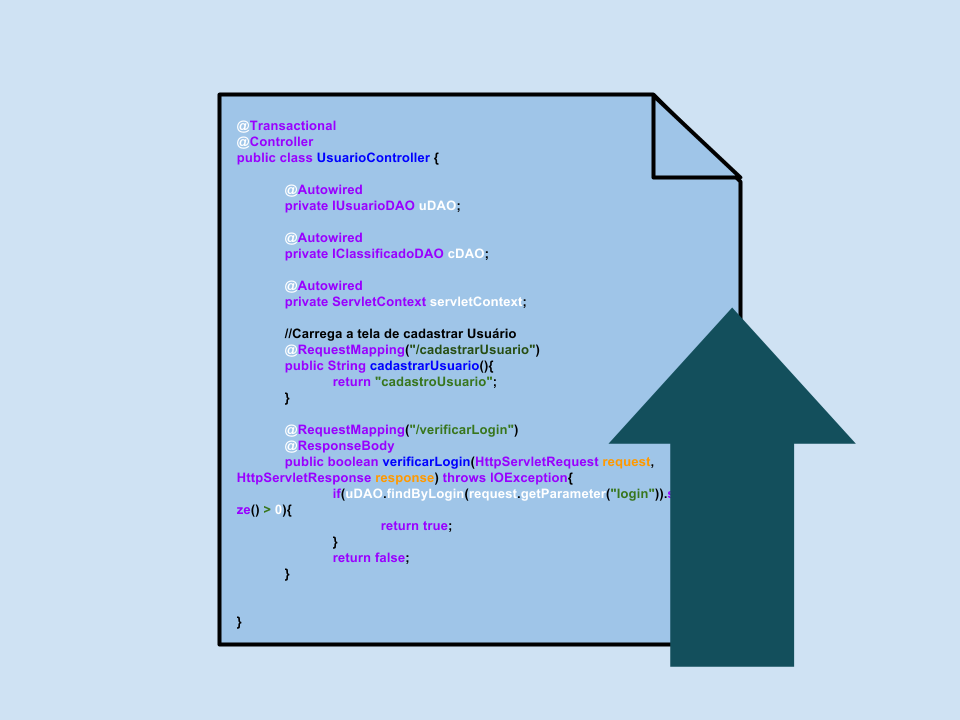 @Transactional
@Controller
public class UsuarioController {
@Autowired
private IUsuarioDAO uDAO;
@Autowired
private IClassificadoDAO cDAO;
@Autowired
private ServletContext servletContext;
//Carrega a tela de cadastrar Usuário
@RequestMapping("/cadastrarUsuario")
public String cadastrarUsuario(){
return "cadastroUsuario";
}
@RequestMapping("/verificarLogin")
@ResponseBody
public boolean verificarLogin(HttpServletRequest request,
HttpServletResponse response) throws IOException{
if(uDAO.findByLogin(request.getParameter("login")).
ze() > 0){
return true;
}
return false;
}
}